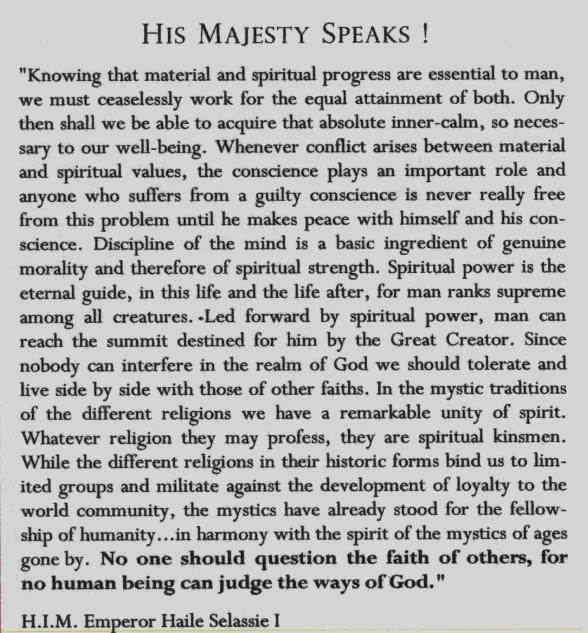 HIS MAJESTY SPEAKS !
"Knowing that material and spiritual progress are essential to man,
we must ceaselessly work for the equal attainment of both. Only
then shall we be able to acquire that absolute inner-calm, so neces-
sary to our well-being. Whenever conflict arises between material
and spiritual values, the conscience plays an important role and
anyone who suffers from a guilty conscience is never really free
from this problem until he makes peace with himself and his con-
science. Discipline of the mind is a basic ingredient of genuine
morality and therefore of spiritual strength. Spiritual power is the
eternal guide, in this life and the life after, for man ranks supreme
among all creatures. -Led forward by spiritual power, man can
reach the summit destined for him by the Great Creator. Since
nobody can interfere in the realm of God we should tolerate and
live side by side with those of other faiths. In the mystic traditions
of the different religions we have a remarkable unity of spirit.
Whatever religion they may profess, they are spiritual kinsmen.
While the different religions in their historic forms bind us to lim-
ited groups and militate against the development of loyalty to the
world community, the mystics have already stood for the fellow-
ship of humanity...in harmony with the spirit of the mystics of ages
gone by. No one should question the faith of others, for
no human being can judge the ways of God."
H.I.M. Emperor Haile Selassie I